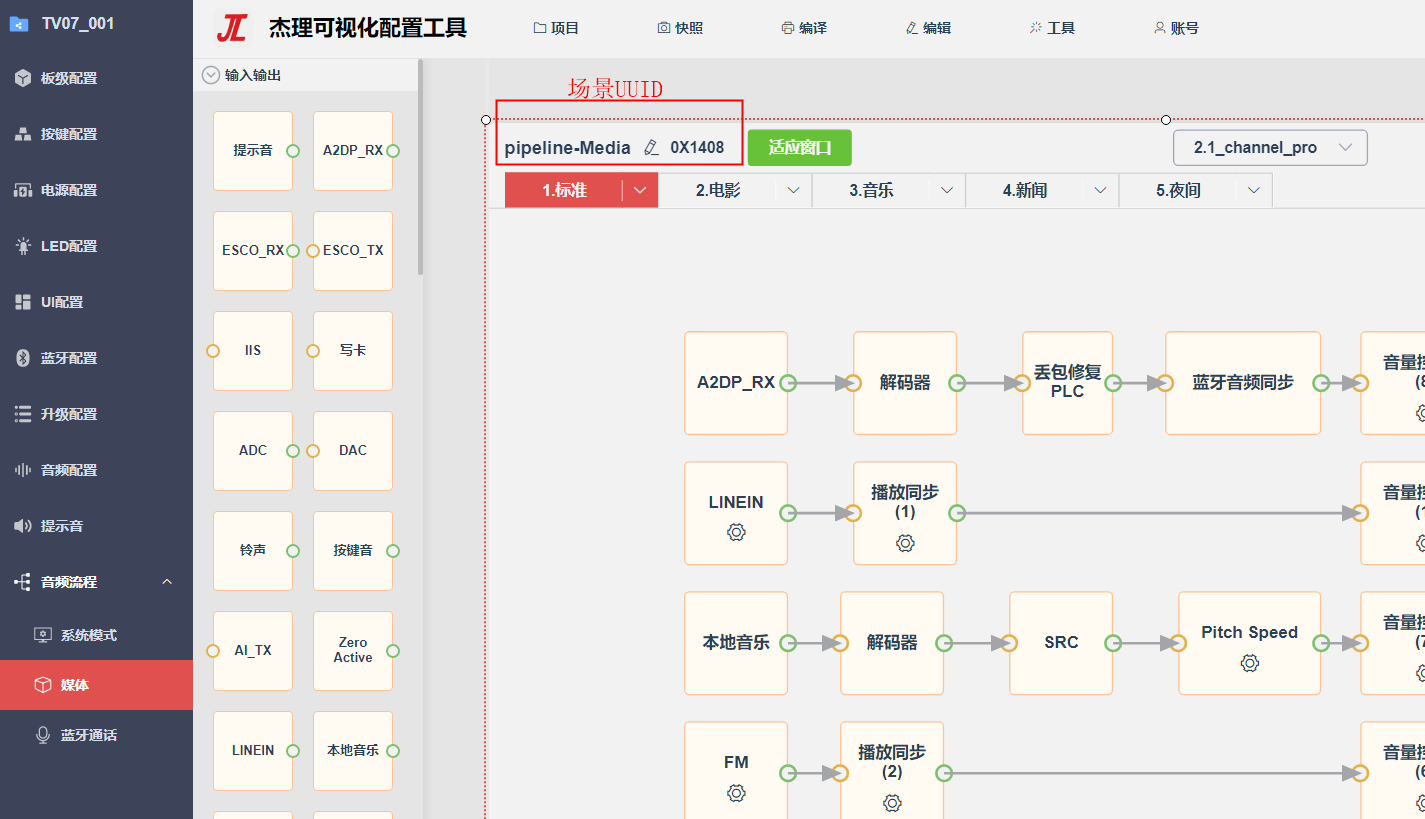 TV07_001
板级配置
按键配置
电源配置
LED配置
UI配置
蓝牙配置
升级配置
音频配置
提示音
音频流程
系统模式
媒体
蓝牙通话
JL 杰理可视化配置工具
项目
快照
编译
编辑
工具
账号
输入输出
提示音
A2DP_RX
ESCO_RX
ESCO_TX
IIS
写卡
ADC
DAC
铃声
按键音
AI_TX
Zero
Active
LINEIN
本地音乐
场景UUID
pipeline-Media 0X1408
适应窗口
2.1_channel_pro
1.标准
2.电影
3.音乐
4.新闻
5.夜间
A2DP_RX
解码器
丢包修复
PLC
蓝牙音频同步
音量
LINEIN
播放同步
(1)
音量
(1
本地音乐
解码器
SRC
Pitch Speed
音量
(7
FM
播放同步
(2)
音量
(6